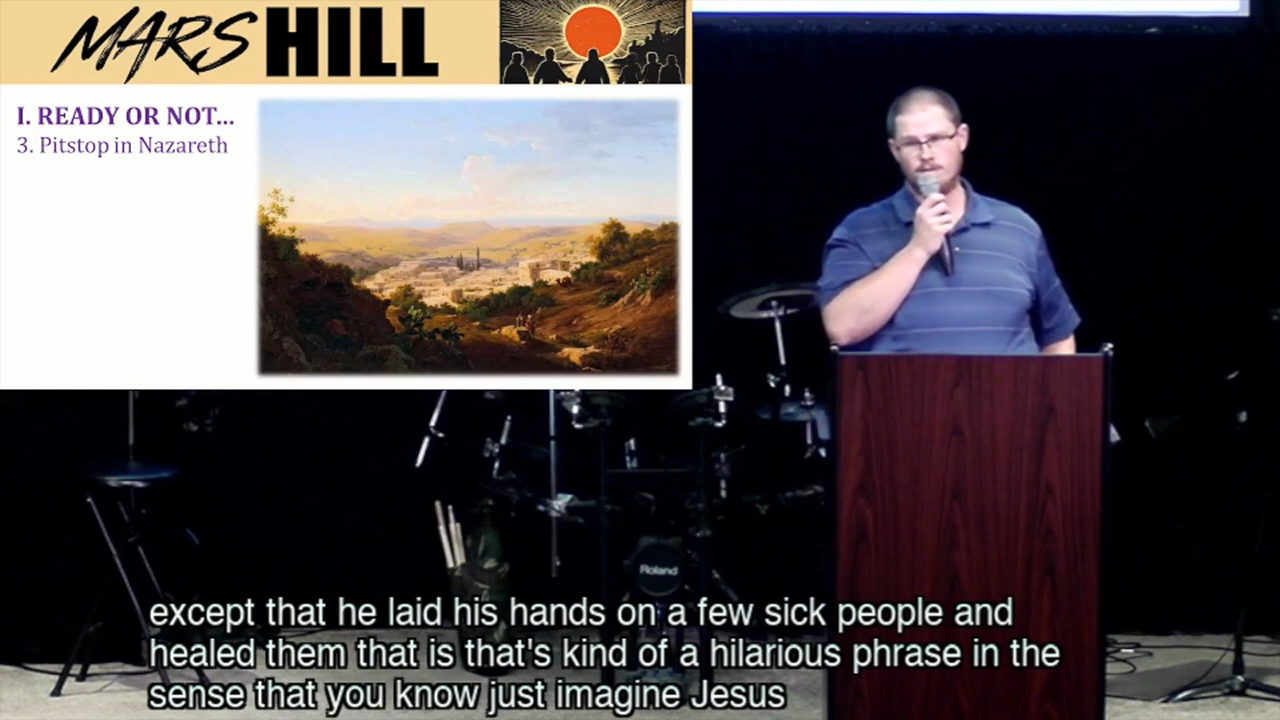 MARS HILL
I. READY OR NOT...
3. Pitstop in Nazareth
Roland
except that he laid his hands on a few sick people and
healed them that is that's kind of a hilarious phrase in the
sense that you know just imagine Jesus